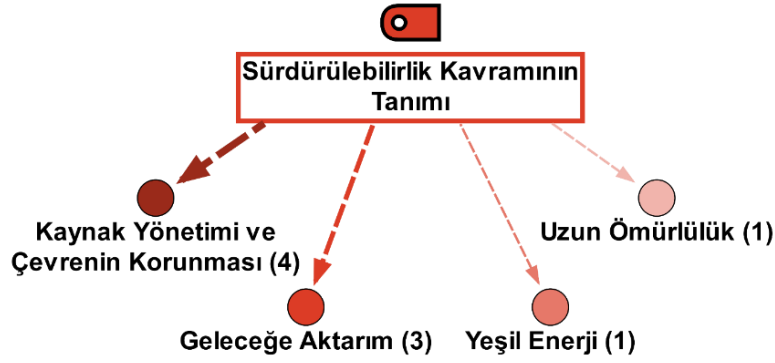 Sürdürülebilirlik Kavramının
Tanımı
Kaynak Yönetimi ve
Çevrenin Korunması (4)
Uzun Ömürlülük (1)
Geleceğe Aktarım (3)
Yeşil Enerji (1)